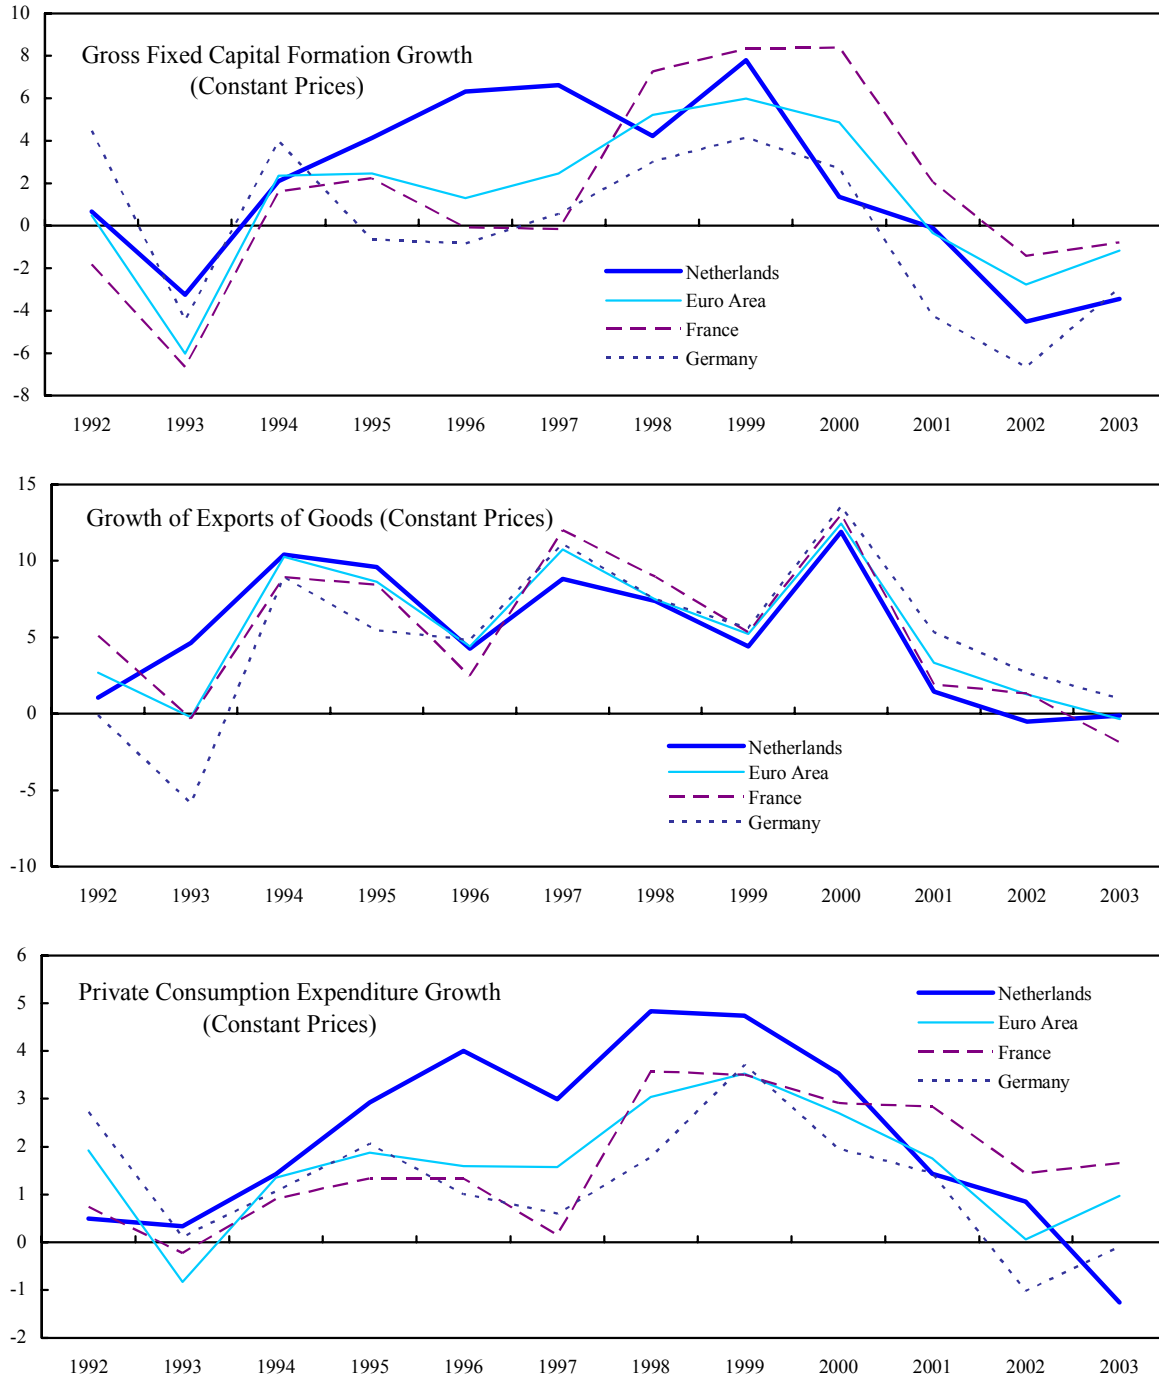 10
8
Gross Fixed Capital Formation Growth
(Constant Prices)
6
4
2
0
-2
Netherlands
Euro Area
-4
France
-6
Germany
-8
1992 1993 1994 1995 1996 1997 1998 1999 2000 2001 2002 2003
15
Growth of Exports of Goods (Constant Prices)
10
5
0
Netherlands
Euro Area
-5
France
Germany
-10
1992 1993 1994 1995 1996 1997 1998 1999 2000 2001 2002 2003
6
Private Consumption Expenditure Growth
(Constant Prices)
Netherlands
5
Euro Area
France
4
Germany
3
2
1
0
-1
-2
1992 1993 1994 1995 1996 1997 1998 1999 2000 2001 2002 2003